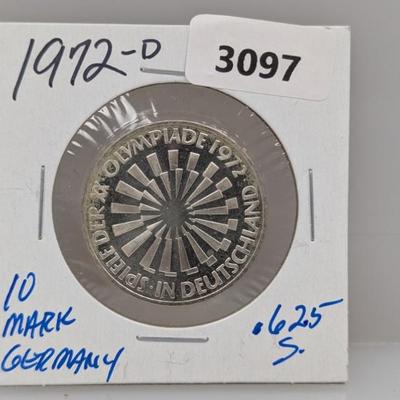 1972-D
3097
SPIELE DER XX. OLYMPIADE 1972 · IN DEUTSCHLAND ·
10
MARK
GERMANY
.625
S.